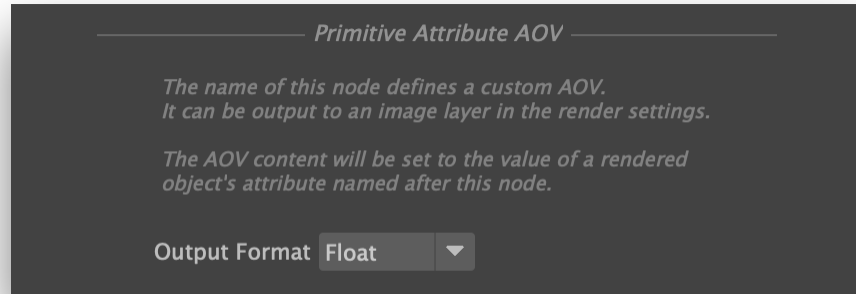 Primitive Attribute AOV
The name of this node defines a custom AOV.
It can be output to an image layer in the render settings.
The AOV content will be set to the value of a rendered
object's attribute named after this node.
Output Format Float